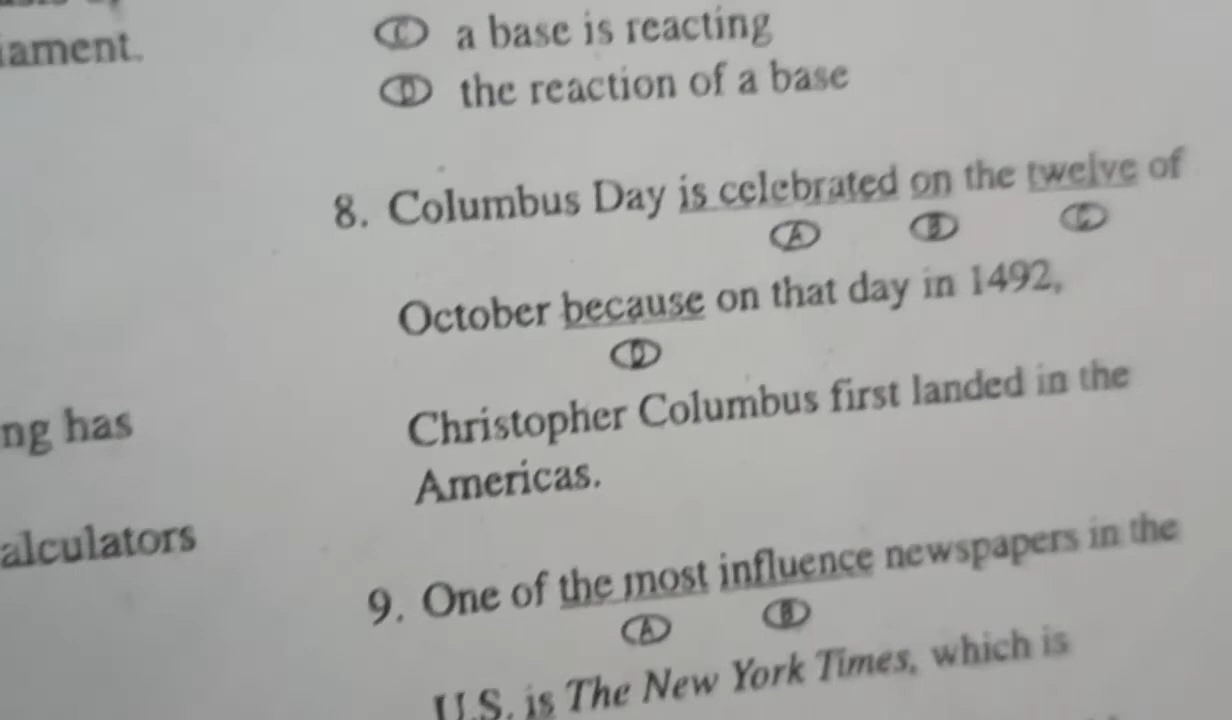 iament.
ng has
alculators
C a base is reacting
D the reaction of a base
8. Columbus Day is celebrated on the twelve of
A B C
October because on that day in 1492,
D
Christopher Columbus first landed in the
Americas.
9. One of the most influence newspapers in the
A B
U.S. is The New York Times, which is